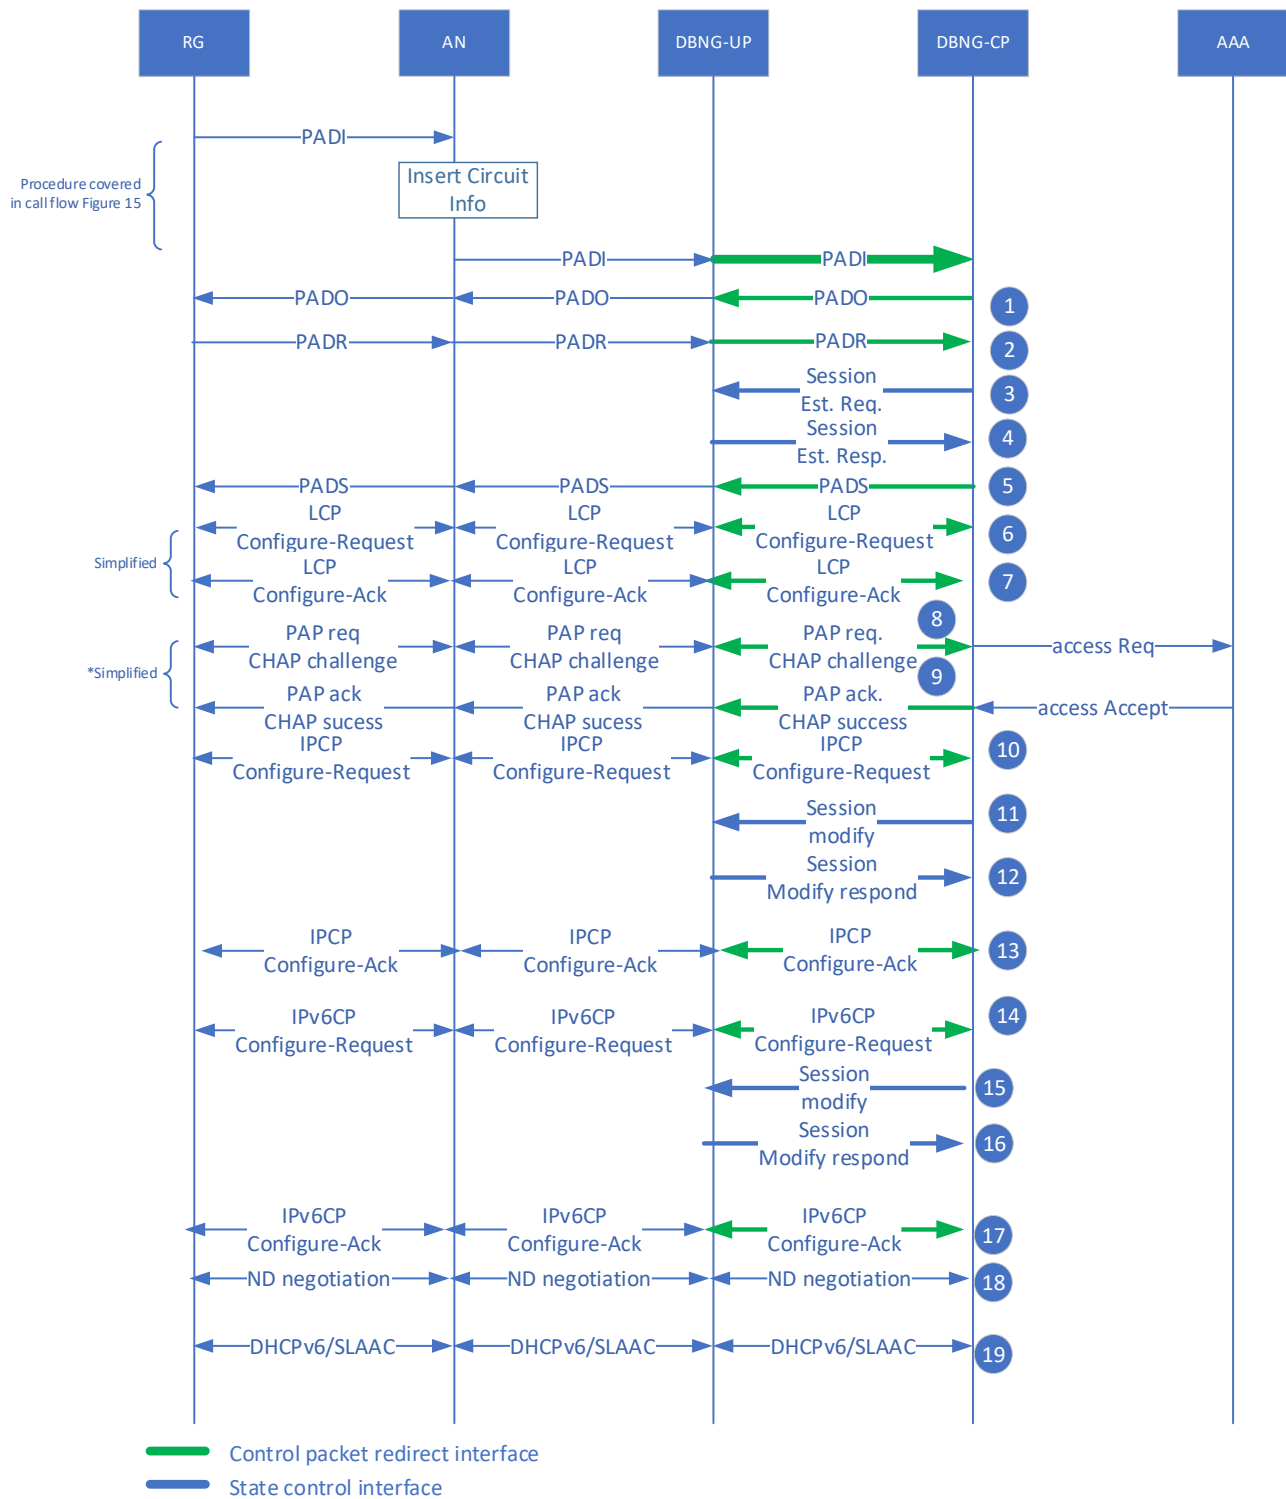 RG
AN
DBNG-UP
DBNG-CP
AAA
PADI
Procedure covered
in call flow Figure 15
Insert Circuit
Info
PADI
PADI
PADO
PADO
PADO
1
PADR
PADR
PADR
2
Session
Est. Req.
3
Session
Est. Resp.
4
PADS
PADS
PADS
5
LCP
Configure-Request
LCP
Configure-Request
LCP
Configure-Request
6
Simplified
LCP
Configure-Ack
LCP
Configure-Ack
LCP
Configure-Ack
7
8
PAP req
CHAP challenge
PAP req
CHAP challenge
PAP req.
CHAP challenge
access Req
*Simplified
9
PAP ack
CHAP sucess
PAP ack
CHAP sucess
PAP ack.
CHAP success
access Accept
IPCP
Configure-Request
IPCP
Configure-Request
IPCP
Configure-Request
10
Session
modify
11
Session
Modify respond
12
IPCP
Configure-Ack
IPCP
Configure-Ack
IPCP
Configure-Ack
13
IPv6CP
Configure-Request
IPv6CP
Configure-Request
IPv6CP
Configure-Request
14
Session
modify
15
Session
Modify respond
16
IPv6CP
Configure-Ack
IPv6CP
Configure-Ack
IPv6CP
Configure-Ack
17
ND negotiation
ND negotiation
ND negotiation
18
DHCPv6/SLAAC
DHCPv6/SLAAC
DHCPv6/SLAAC
19
Control packet redirect interface
State control interface